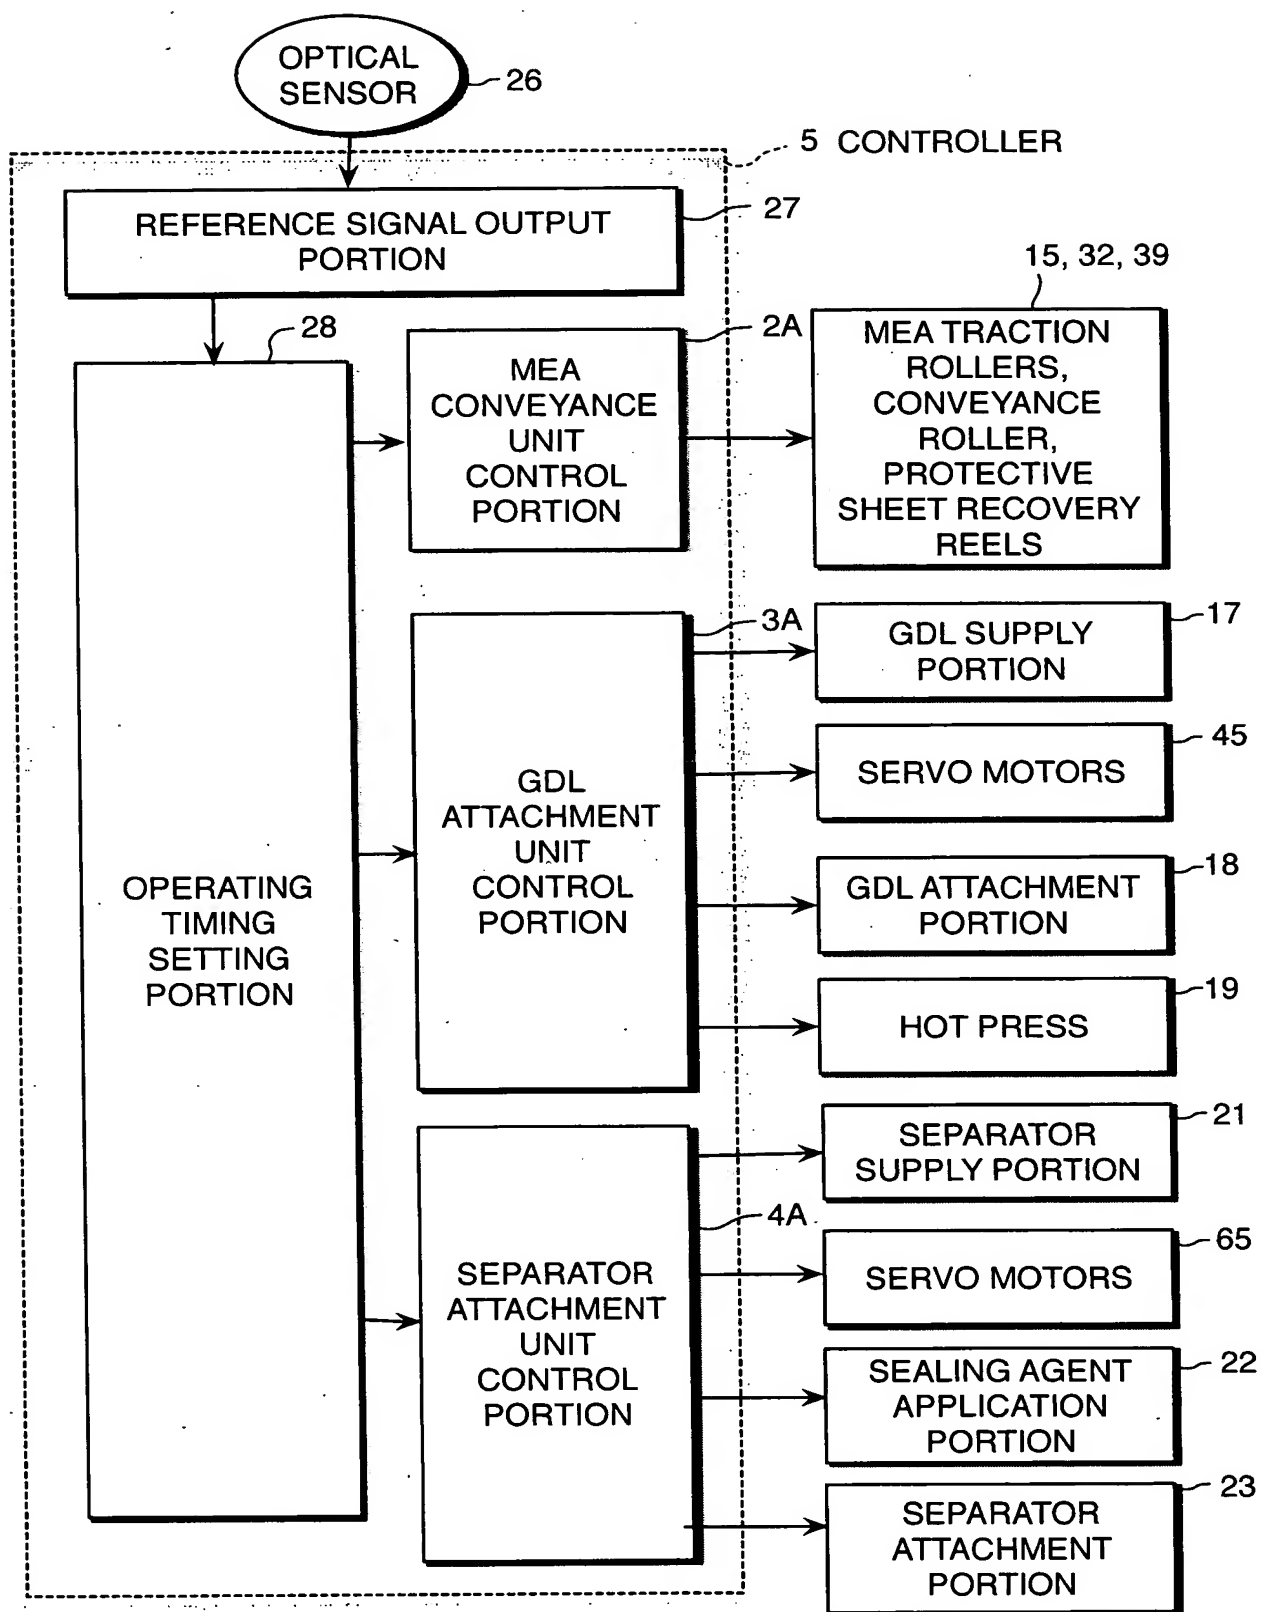 OPTICAL
SENSOR
26
5 CONTROLLER
REFERENCE SIGNAL OUTPUT
PORTION
27
28
OPERATING
TIMING
SETTING
PORTION
2A
MEA
CONVEYANCE
UNIT
CONTROL
PORTION
15, 32, 39
MEA TRACTION
ROLLERS,
CONVEYANCE
ROLLER,
PROTECTIVE
SHEET RECOVERY
REELS
3A
GDL
ATTACHMENT
UNIT
CONTROL
PORTION
17
GDL SUPPLY
PORTION
45
SERVO MOTORS
18
GDL ATTACHMENT
PORTION
19
HOT PRESS
4A
SEPARATOR
ATTACHMENT
UNIT
CONTROL
PORTION
21
SEPARATOR
SUPPLY PORTION
65
SERVO MOTORS
22
SEALING AGENT
APPLICATION
PORTION
23
SEPARATOR
ATTACHMENT
PORTION